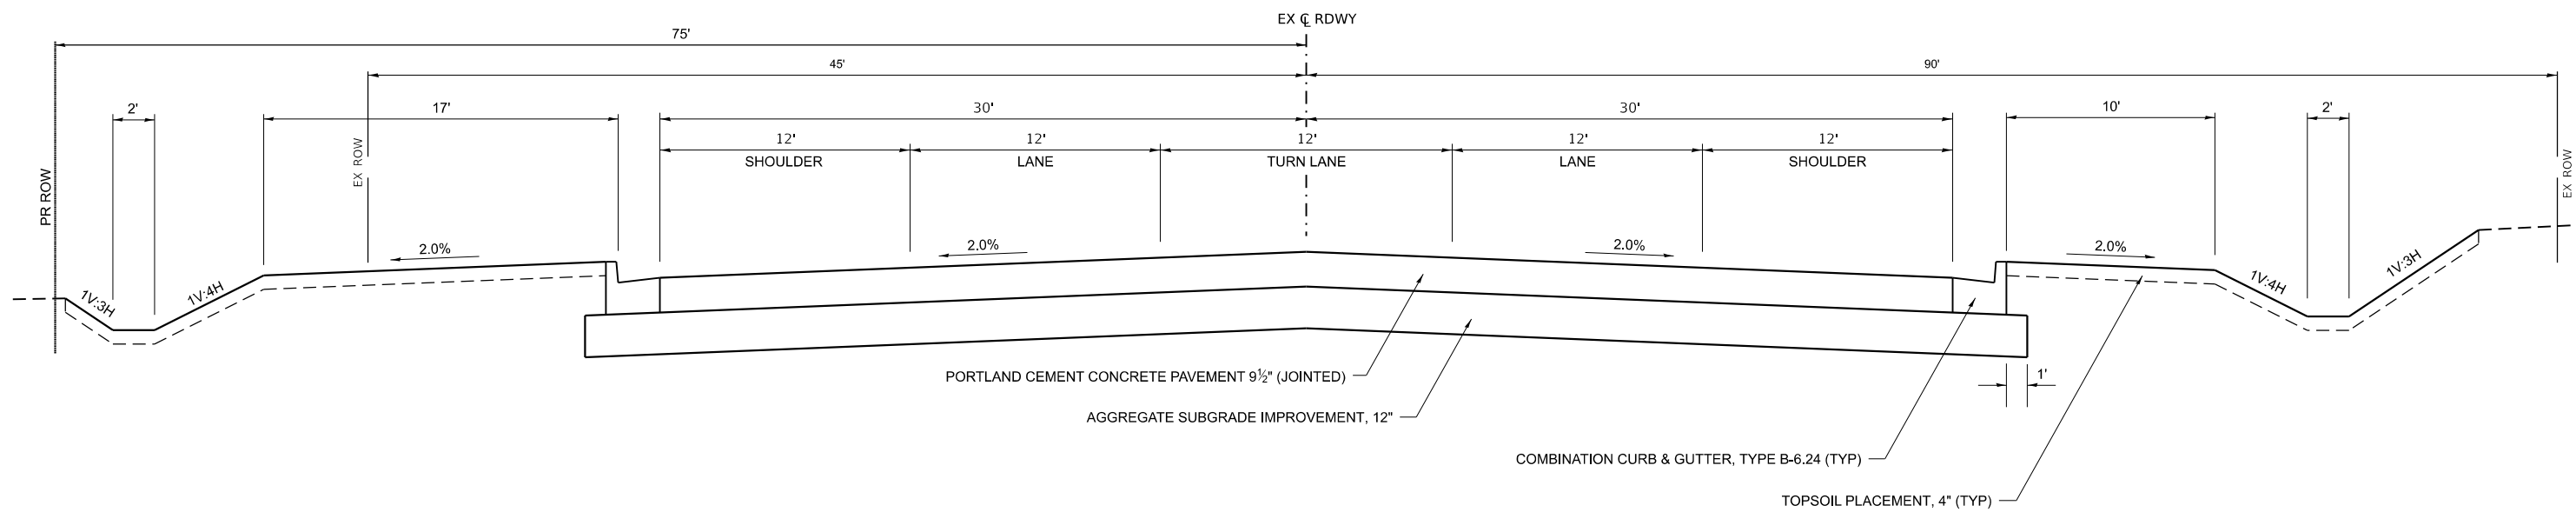 EX ℄ RDWY
75'
45'
90'
2'
17'
30'
30'
10'
2'
12'
12'
12'
12'
12'
SHOULDER
LANE
TURN LANE
LANE
SHOULDER
PR ROW
EX ROW
EX ROW
2.0%
2.0%
2.0%
2.0%
1V:3H
1V:4H
1V:4H
1V:3H
PORTLAND CEMENT CONCRETE PAVEMENT 9½" (JOINTED)
1'
AGGREGATE SUBGRADE IMPROVEMENT, 12"
COMBINATION CURB & GUTTER, TYPE B-6.24 (TYP)
TOPSOIL PLACEMENT, 4" (TYP)